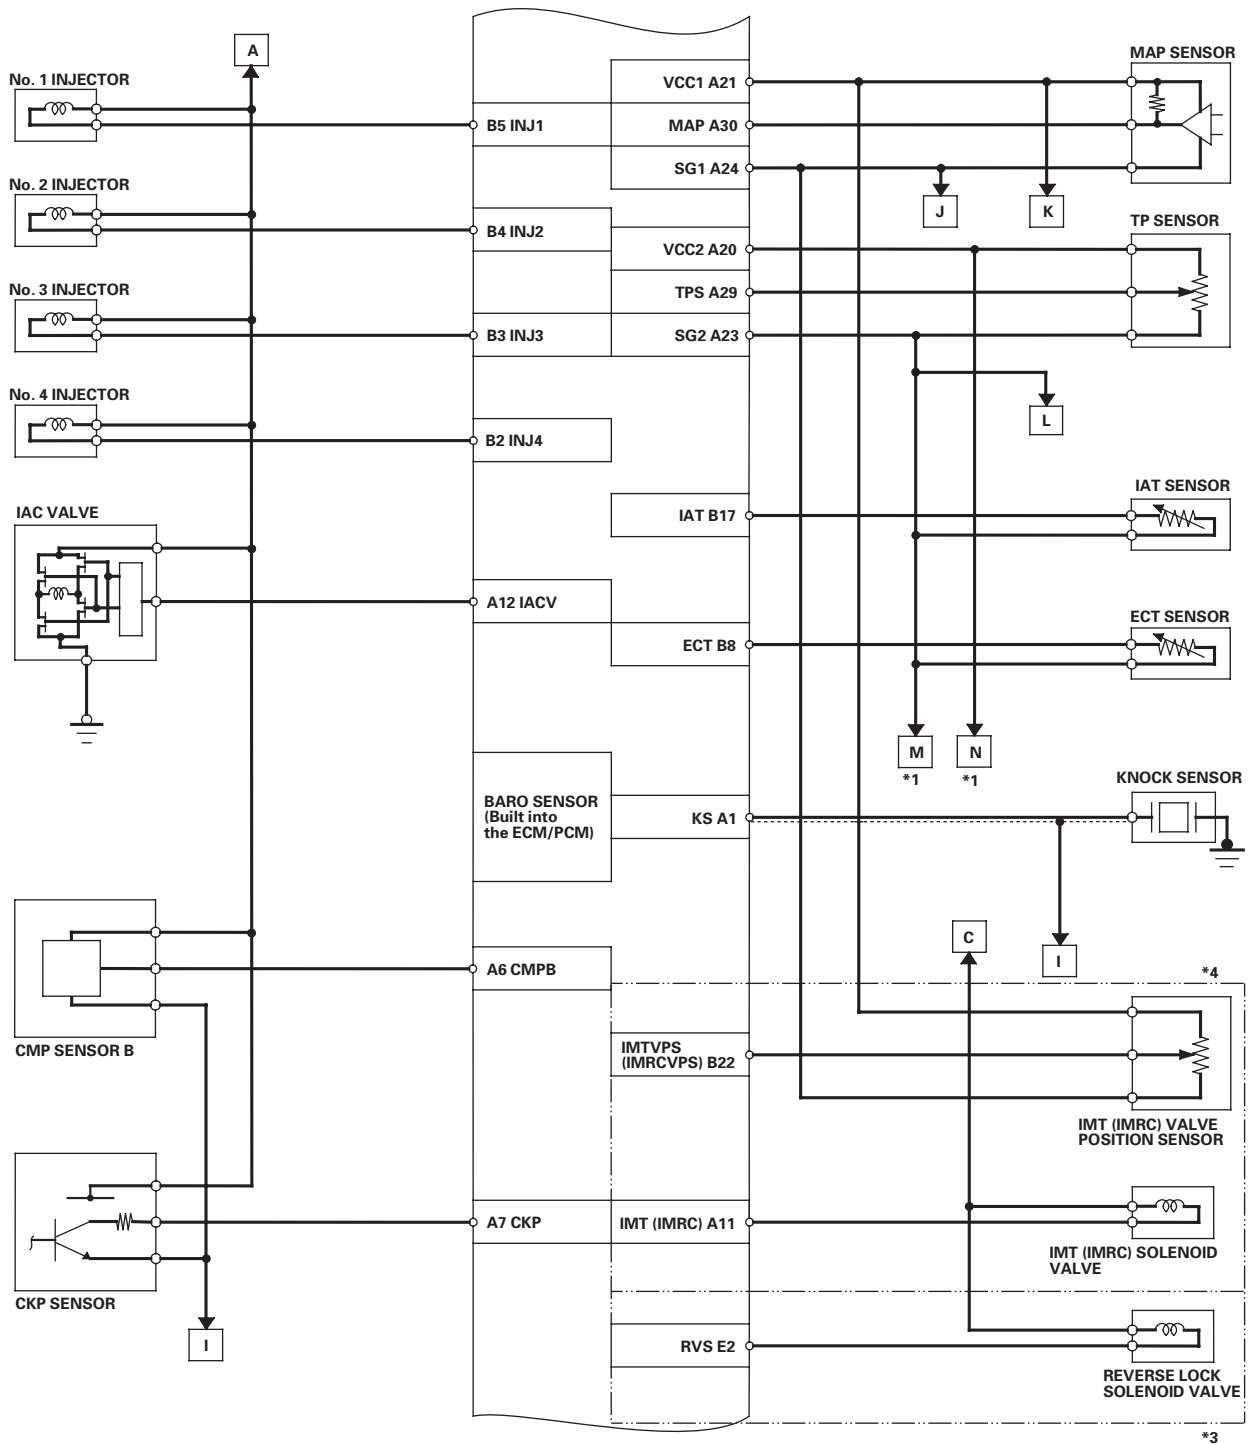 A
No. 1 INJECTOR
B5 INJ1
No. 2 INJECTOR
B4 INJ2
No. 3 INJECTOR
B3 INJ3
No. 4 INJECTOR
B2 INJ4
IAC VALVE
A12 IACV
BARO SENSOR
(Built into
the ECM/PCM)
A6 CMPB
CMP SENSOR B
A7 CKP
CKP SENSOR
I
VCC1 A21
MAP A30
SG1 A24
MAP SENSOR
J
K
VCC2 A20
TPS A29
SG2 A23
TP SENSOR
L
IAT B17
IAT SENSOR
ECT B8
ECT SENSOR
M
N
*1
*1
KS A1
KNOCK SENSOR
C
I
*4
IMTVPS
(IMRCVPS) B22
IMT (IMRC) VALVE
POSITION SENSOR
IMT (IMRC) A11
IMT (IMRC) SOLENOID
VALVE
RVS E2
REVERSE LOCK
SOLENOID VALVE
*3